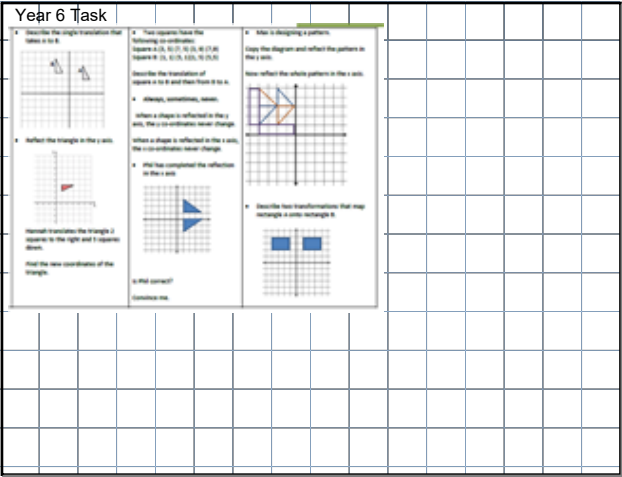 Year 6 Task
• Describe the single translation that
takes A to B.
• Reflect the triangle in the y axis.
Hannah translates the triangle 2
squares to the right and 5 squares
down.
Find the new coordinates of the
triangle.
• Two squares have the
following co-ordinates:
Describe the translation of
square A to B and then from B to A.
• Always, sometimes, never.
When a shape is reflected in the y
axis, the co-ordinates never change.
When a shape is reflected in the x axis,
the x co-ordinates never change.
• Phil has completed the reflection
in the x axis
Is Phil correct?
Convince me.
• Max is designing a pattern.
Copy the diagram and reflect the pattern in
the y axis.
Now reflect the whole pattern in the x axis.
• Describe two transformations that map
rectangle A onto rectangle B.